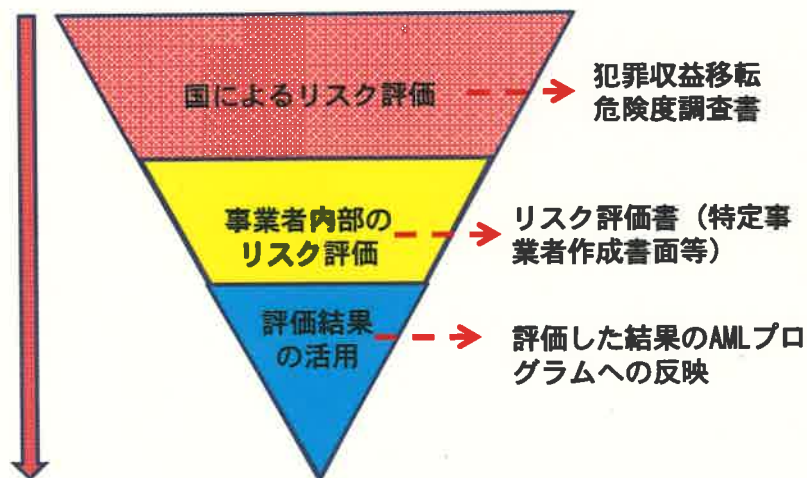 国によるリスク評価
犯罪収益移転
危険度調査書
事業者内部の
リスク評価
リスク評価書（特定事
業者作成書面等）
評価結果
の活用
評価した結果のAMLプロ
グラムへの反映